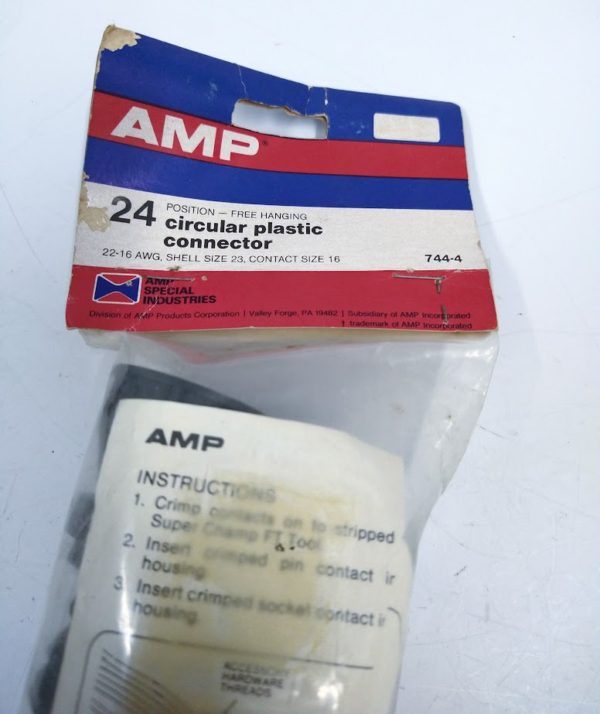 AMP®
24 POSITION — FREE HANGING
circular plastic
connector
22-16 AWG, SHELL SIZE 23, CONTACT SIZE 16 744-4
AMP
SPECIAL
INDUSTRIES
Division of AMP Products Corporation | Valley Forge, PA 19482 | Subsidiary of AMP Incorporated
† trademark of AMP Incorporated
AMP
INSTRUCTIONS
1. Crimp contacts on to stripped
Super Champ FT Tool.
2. Insert crimped pin contact
housing.
3. Insert crimped socket contact
housing.
ACCESSORY
HARDWARE
THREADS